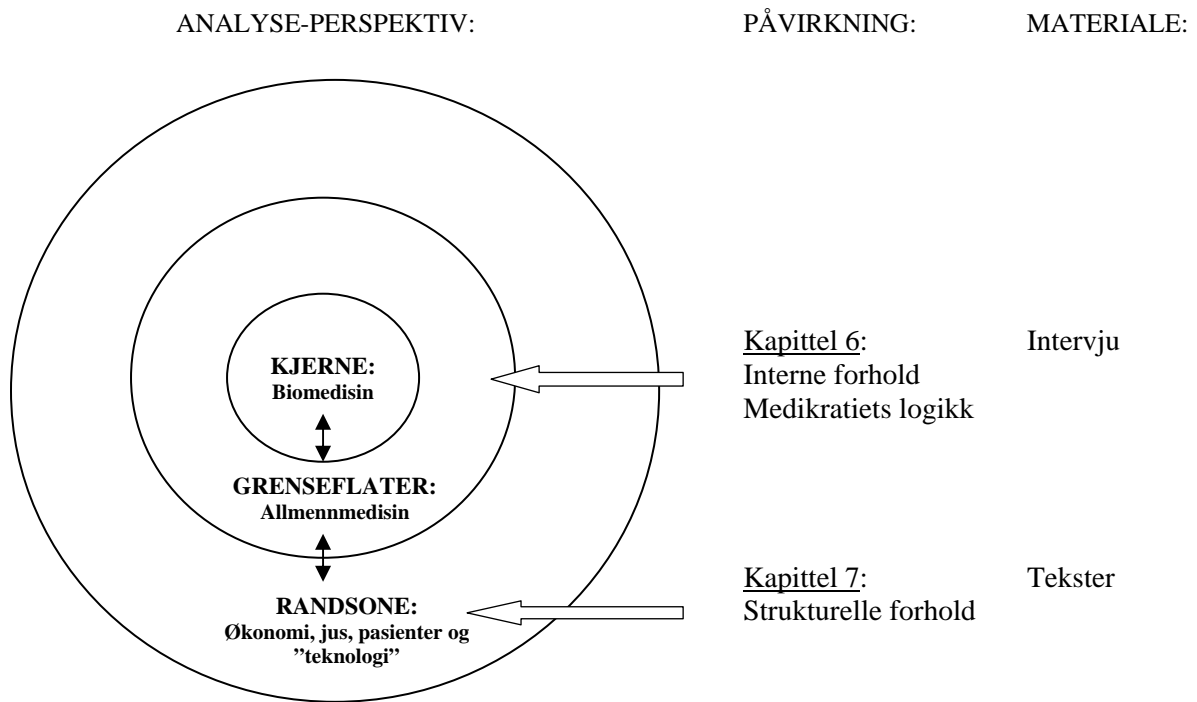 ANALYSE-PERSPEKTIV:
PÅVIRKNING:
MATERIALE:
KJERNE:
Biomedisin
GRENSEFLATER:
Allmennmedisin
RANDSONE:
Økonomi, jus, pasienter og
”teknologi”
Kapittel 6:
Interne forhold
Medikratiets logikk
Intervju
Kapittel 7:
Strukturelle forhold
Tekster